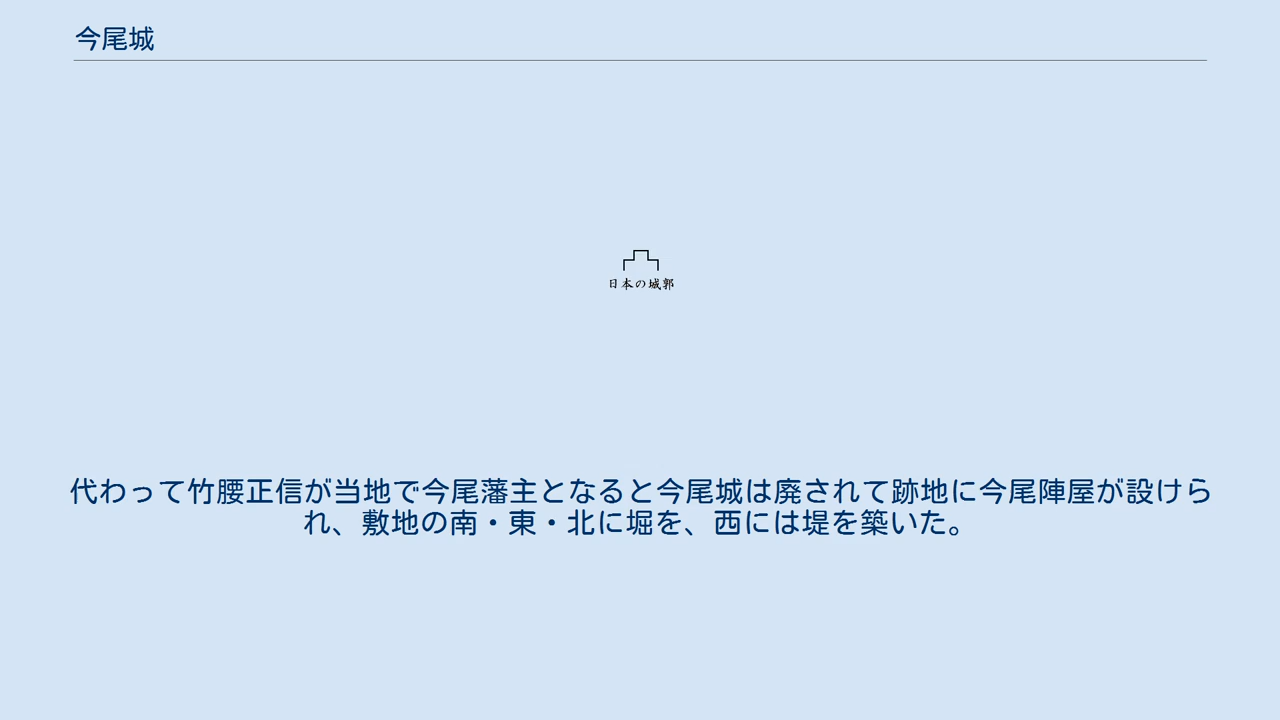 今尾城
日本の城郭
代わって竹腰正信が当地で今尾藩主となると今尾城は廃されて跡地に今尾陣屋が設けら
れ、敷地の南・東・北に堀を、西には堤を築いた。